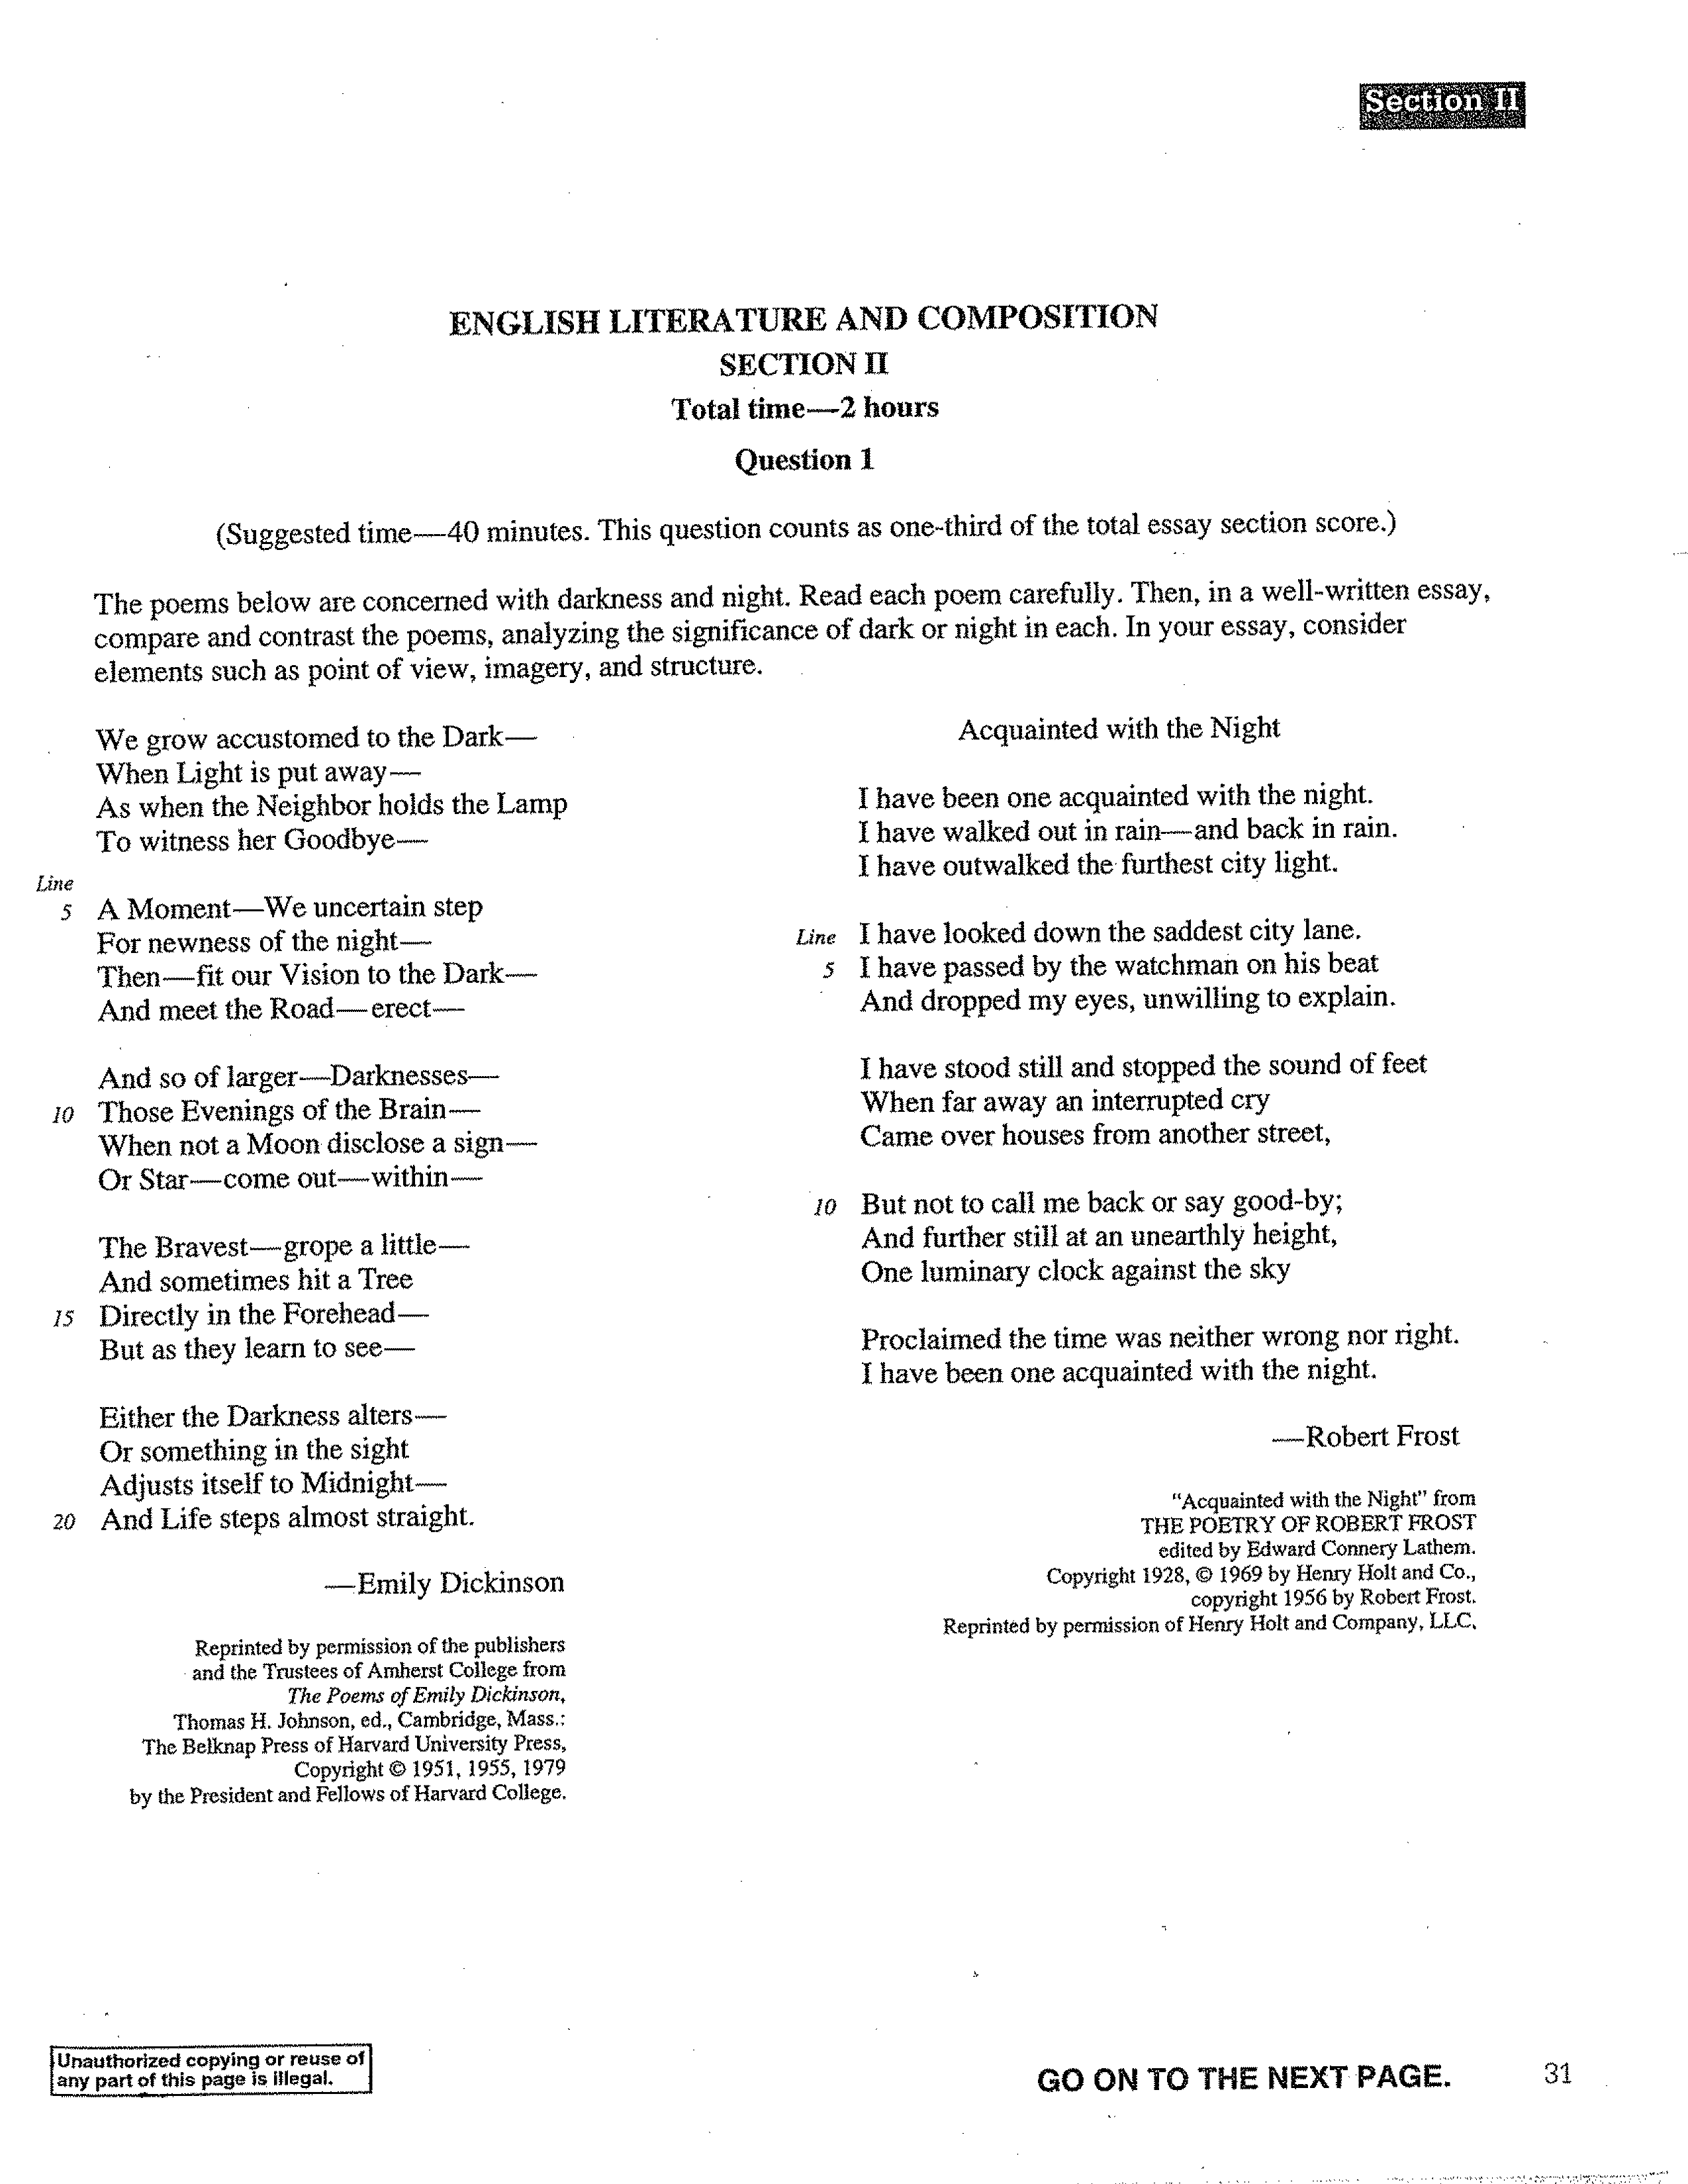 Section II
ENGLISH LITERATURE AND COMPOSITION
SECTION II
Total time—2 hours
Question 1
(Suggested time—40 minutes. This question counts as one-third of the total essay section score.)
The poems below are concerned with darkness and night. Read each poem carefully. Then, in a well-written essay,
compare and contrast the poems, analyzing the significance of dark or night in each. In your essay, consider
elements such as point of view, imagery, and structure.
We grow accustomed to the Dark—
When Light is put away—
As when the Neighbor holds the Lamp
To witness her Goodbye—
Line
5 A Moment—We uncertain step
For newness of the night—
Then—fit our Vision to the Dark—
And meet the Road—erect—
And so of larger—Darknesses—
10 Those Evenings of the Brain—
When not a Moon disclose a sign—
Or Star—come out—within—
The Bravest—grope a little—
And sometimes hit a Tree
15 Directly in the Forehead—
But as they learn to see—
Either the Darkness alters—
Or something in the sight
Adjusts itself to Midnight—
20 And Life steps almost straight.
—Emily Dickinson
Reprinted by permission of the publishers
and the Trustees of Amherst College from
The Poems of Emily Dickinson,
Thomas H. Johnson, ed., Cambridge, Mass.:
The Belknap Press of Harvard University Press,
Copyright © 1951, 1955, 1979
by the President and Fellows of Harvard College.
Acquainted with the Night
I have been one acquainted with the night.
I have walked out in rain—and back in rain.
I have outwalked the furthest city light.
Line I have looked down the saddest city lane.
5 I have passed by the watchman on his beat
And dropped my eyes, unwilling to explain.
I have stood still and stopped the sound of feet
When far away an interrupted cry
Came over houses from another street,
10 But not to call me back or say good-by;
And further still at an unearthly height,
One luminary clock against the sky
Proclaimed the time was neither wrong nor right.
I have been one acquainted with the night.
—Robert Frost
"Acquainted with the Night" from
THE POETRY OF ROBERT FROST
edited by Edward Connery Lathem.
Copyright 1928, © 1969 by Henry Holt and Co.,
copyright 1956 by Robert Frost.
Reprinted by permission of Henry Holt and Company, LLC.
Unauthorized copying or reuse of
any part of this page is illegal.
GO ON TO THE NEXT PAGE. 31